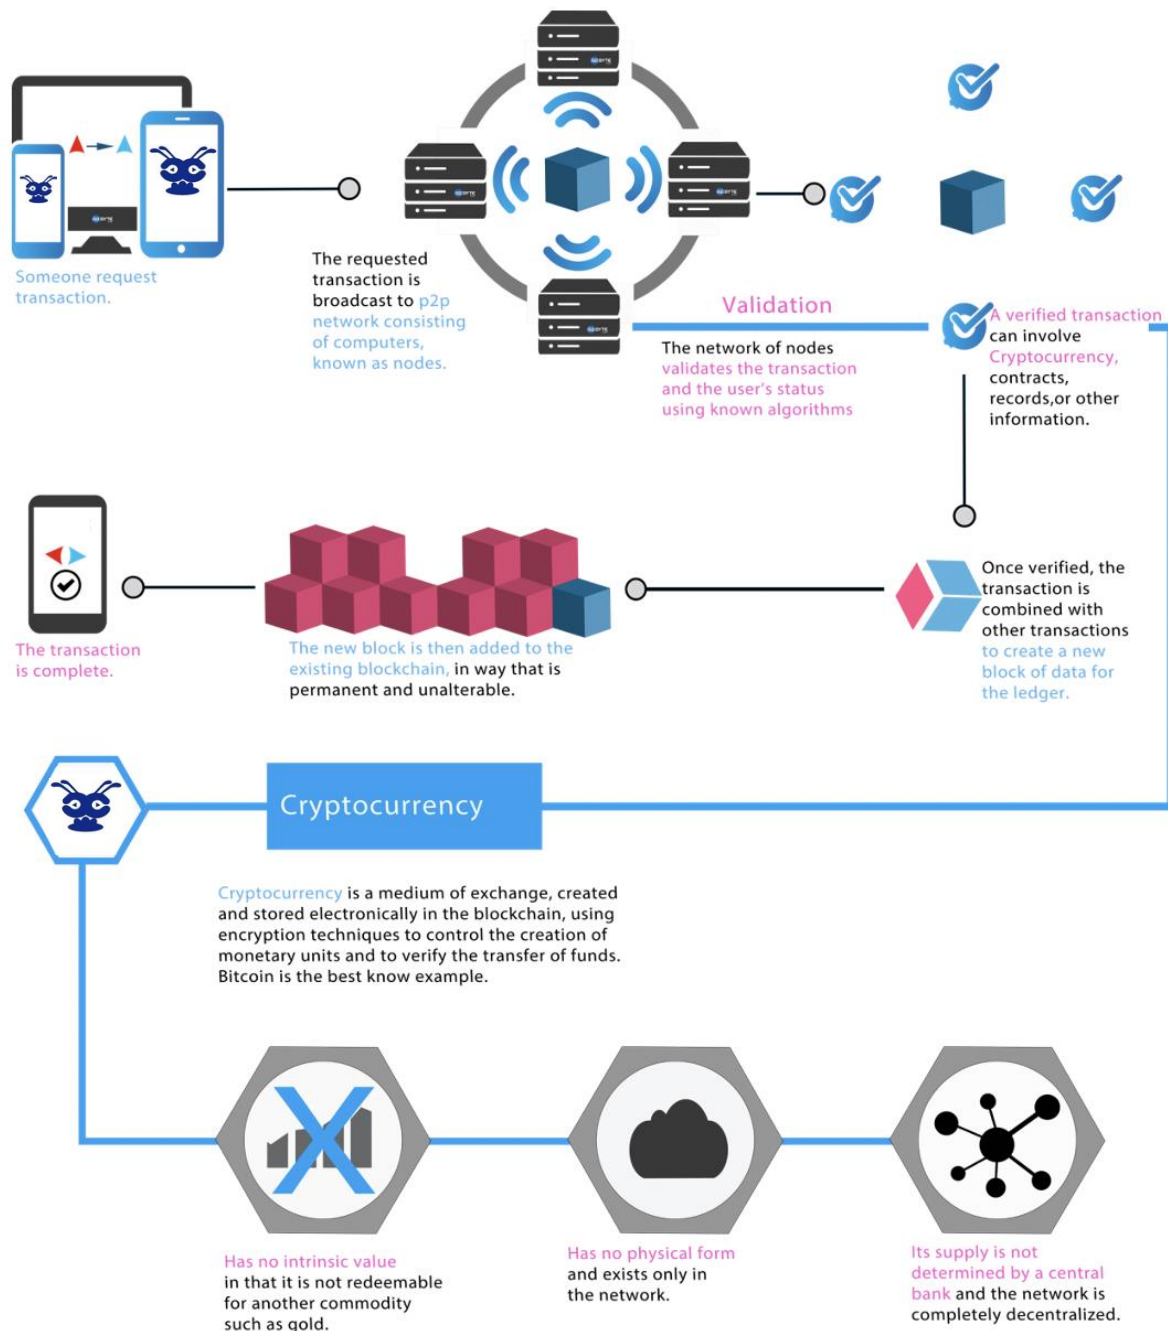 Someone request
transaction.
The requested
transaction is
broadcast to p2p
network consisting
of computers,
known as nodes.
Validation
The network of nodes
validates the transaction
and the user's status
using known algorithms
A verified transaction
can involve
Cryptocurrency,
contracts,
records,or other
information.
Once verified, the
transaction is
combined with
other transactions
to create a new
block of data for
the ledger.
The new block is then added to the
existing blockchain, in way that is
permanent and unalterable.
The transaction
is complete.
Cryptocurrency
Cryptocurrency is a medium of exchange, created
and stored electronically in the blockchain, using
encryption techniques to control the creation of
monetary units and to verify the transfer of funds.
Bitcoin is the best know example.
Has no intrinsic value
in that it is not redeemable
for another commodity
such as gold.
Has no physical form
and exists only in
the network.
Its supply is not
determined by a central
bank and the network is
completely decentralized.